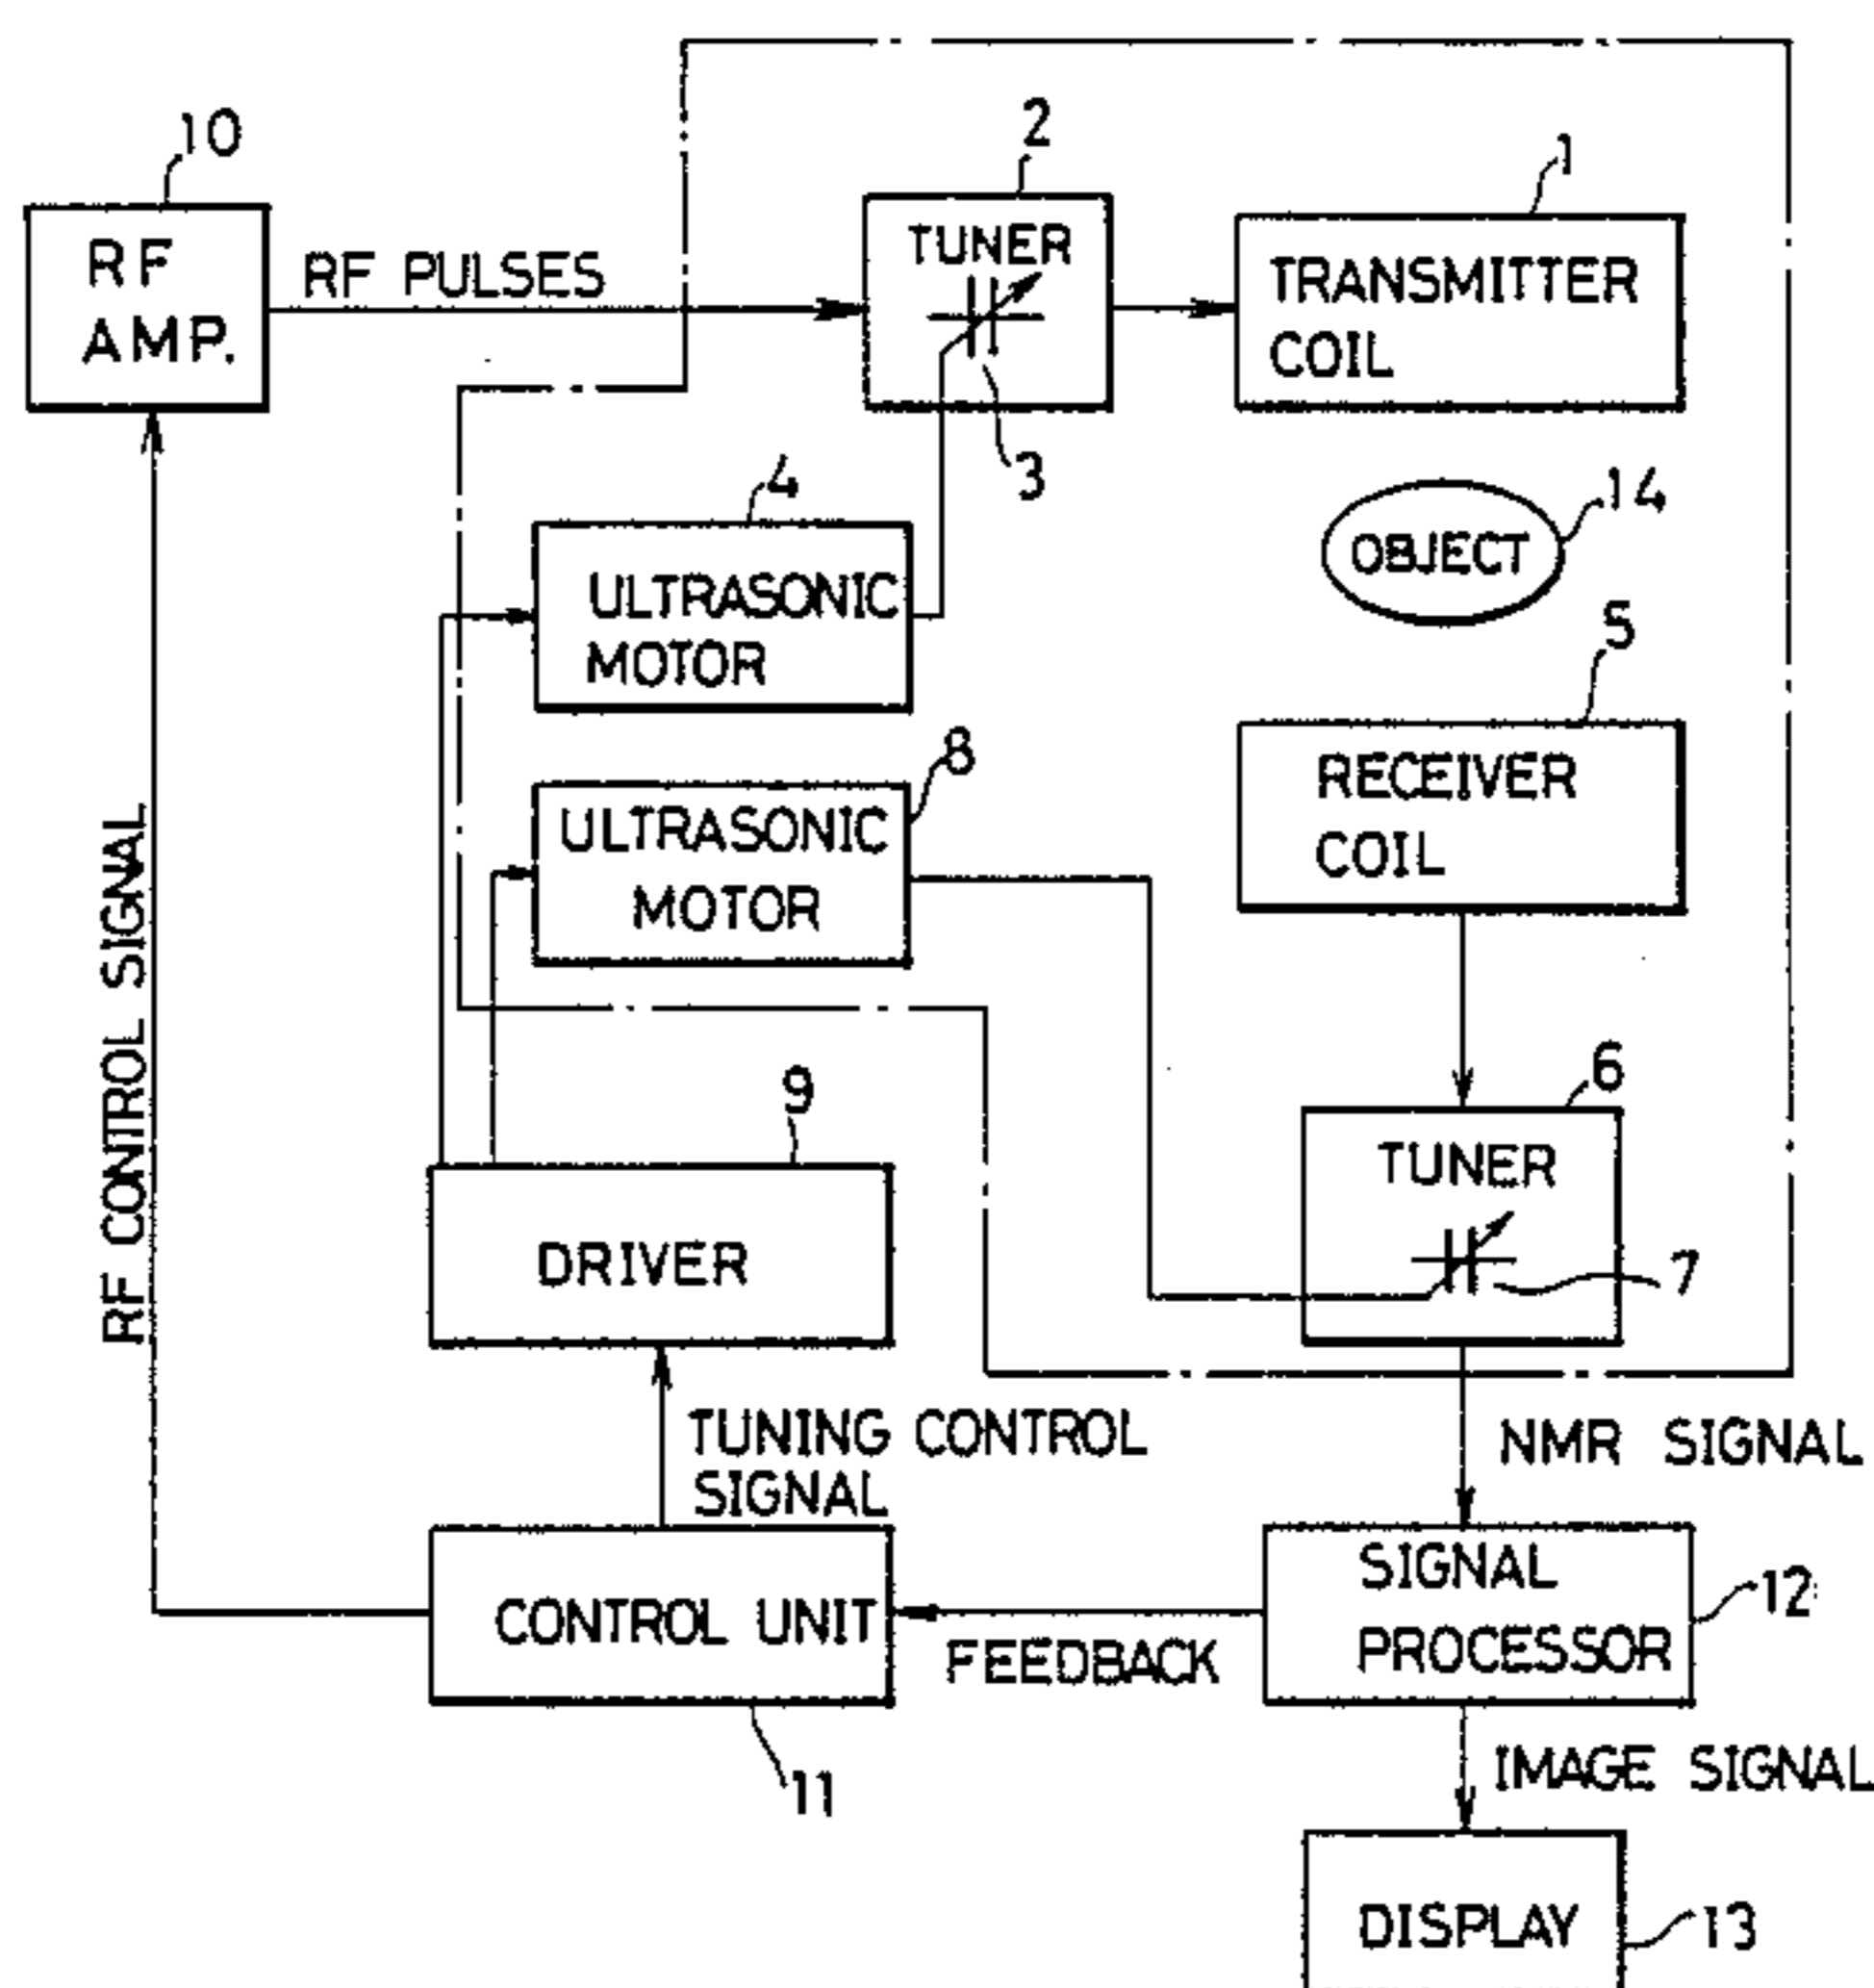 10
RF
AMP.
RF PULSES
2
TUNER
3
1
TRANSMITTER
COIL
4
ULTRASONIC
MOTOR
14
OBJECT
5
RECEIVER
COIL
8
ULTRASONIC
MOTOR
RF CONTROL SIGNAL
9
DRIVER
6
TUNER
7
TUNING CONTROL
SIGNAL
NMR SIGNAL
CONTROL UNIT
11
FEEDBACK
SIGNAL
PROCESSOR
12
IMAGE SIGNAL
DISPLAY
13